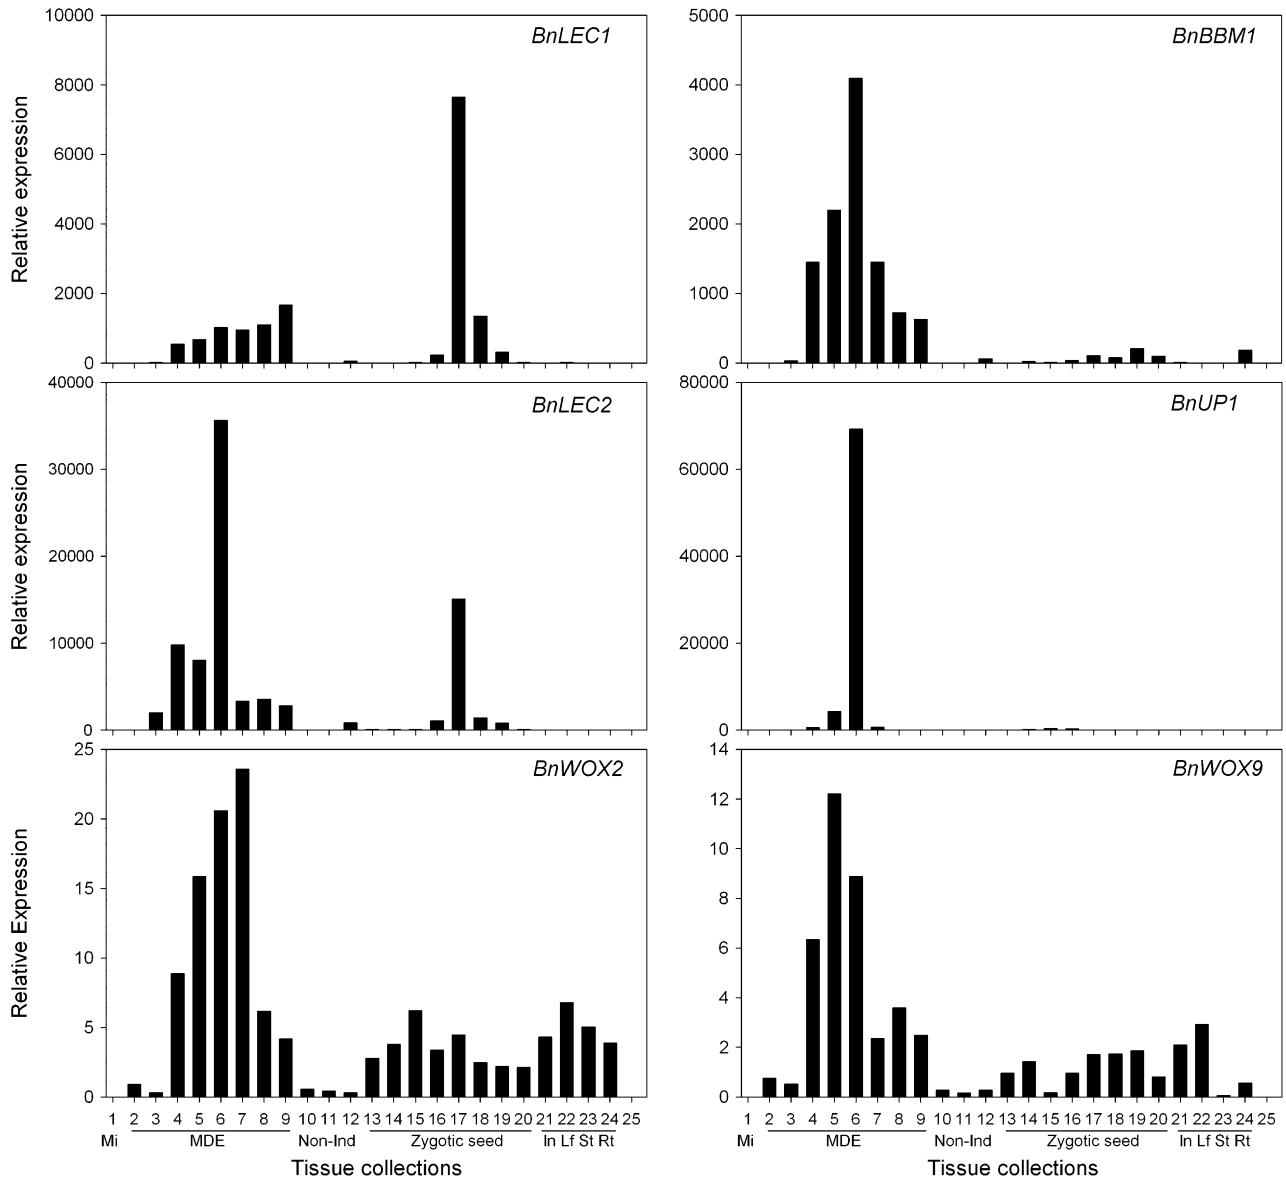 BnLEC1
Relative expression
10000
8000
6000
4000
2000
0
BnBBM1
5000
4000
3000
2000
1000
0
BnLEC2
Relative expression
40000
30000
20000
10000
0
BnUP1
80000
60000
40000
20000
0
BnWOX2
Relative Expression
25
20
15
10
5
0
1 2 3 4 5 6 7 8 9 10 11 12 13 14 15 16 17 18 19 20 21 22 23 24 25
Mi MDE Non-Ind Zygotic seed In Lf St Rt
Tissue collections
BnWOX9
14
12
10
8
6
4
2
0
1 2 3 4 5 6 7 8 9 10 11 12 13 14 15 16 17 18 19 20 21 22 23 24 25
Mi MDE Non-Ind Zygotic seed In Lf St Rt
Tissue collections